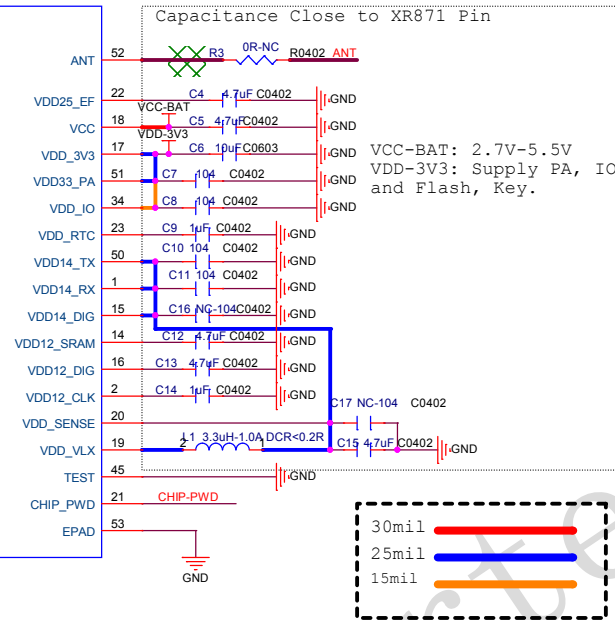 Capacitance Close to XR871 Pin
ANT 52 R3 0R-NC R0402 ANT
VDD25_EF 22 C4 4.7uF C0402 GND
VCC-BAT
VCC 18 C5 4.7uF C0402 GND
VDD-3V3
VDD_3V3 17 C6 10uF C0603 GND
VCC-BAT: 2.7V-5.5V
VDD-3V3: Supply PA, IO
and Flash, Key.
VDD33_PA 51 C7 104 C0402 GND
VDD_IO 34 C8 104 C0402 GND
VDD_RTC 23 C9 1uF C0402 GND
VDD14_TX 50 C10 104 C0402 GND
VDD14_RX 1 C11 104 C0402 GND
VDD14_DIG 15 C16 NC-104 C0402 GND
VDD12_SRAM 14 C12 4.7uF C0402 GND
VDD12_DIG 16 C13 4.7uF C0402 GND
VDD12_CLK 2 C14 1uF C0402 GND
C17 NC-104 C0402
VDD_SENSE 20
VDD_VLX 19 2 L1 3.3uH-1.0A 1 DCR<0.2R C15 4.7uF C0402 GND
TEST 45 GND
CHIP_PWD 21 CHIP-PWD
EPAD 53
GND
30mil
25mil
15mil